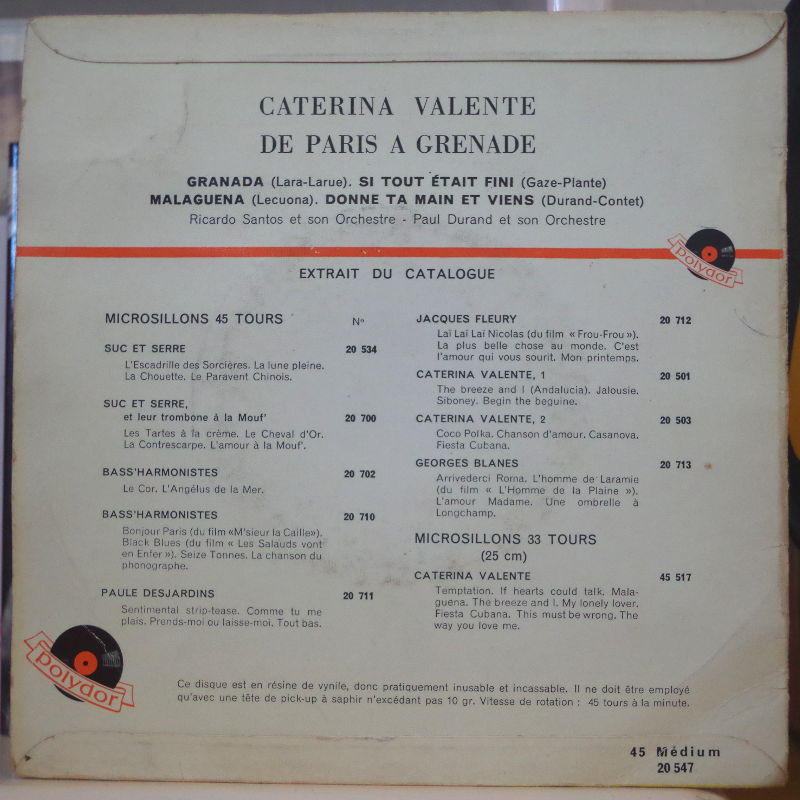 CATERINA VALENTE
DE PARIS A GRENADE
GRANADA (Lara-Larue). SI TOUT ÉTAIT FINI (Gaze-Plante)
MALAGUENA (Lecuona). DONNE TA MAIN ET VIENS (Durand-Contet)
Ricardo Santos et son Orchestre - Paul Durand et son Orchestre
polydor
EXTRAIT DU CATALOGUE
MICROSILLONS 45 TOURS Nº
SUC ET SERRE 20 534
L'Escadrille des Sorcières. La lune pleine.
La Chouette. Le Paravent Chinois.
SUC ET SERRE,
et leur trombone à la Mouf' 20 700
Les Tartes à la crème. Le Cheval d'Or.
La Contrescarpe. L'amour à la Mouf'.
BASS'HARMONISTES 20 702
Le Cor. L'Angélus de la Mer.
BASS'HARMONISTES 20 710
Bonjour Paris (du film «M'sieur la Caille»).
Black Blues (du film « Les Salauds vont
en Enfer »). Seize Tonnes. La chanson du
phonographe.
PAULE DESJARDINS 20 711
Sentimental strip-tease. Comme tu me
plais. Prends-moi ou laisse-moi. Tout bas.
JACQUES FLEURY 20 712
Laï Laï Laï Nicolas (du film « Frou-Frou »).
La plus belle chose au monde. C'est
l'amour qui vous sourit. Mon printemps.
CATERINA VALENTE, 1 20 501
The breeze and I (Andalucia). Jalousie.
Siboney. Begin the beguine.
CATERINA VALENTE, 2 20 503
Coco Polka. Chanson d'amour. Casanova.
Fiesta Cubana.
GEORGES BLANES 20 713
Arrivederci Roma. L'homme de Laramie
(du film « L'Homme de la Plaine »).
L'amour Madame. Une ombrelle à
Longchamp.
MICROSILLONS 33 TOURS
(25 cm)
CATERINA VALENTE 45 517
Temptation. If hearts could talk. Mala-
guena. The breeze and I. My lonely lover.
Fiesta Cubana. This must be wrong. The
way you love me.
polydor
Ce disque est en résine de vynile, donc pratiquement inusable et incassable. Il ne doit être employé
qu'avec une tête de pick-up à saphir n'excédant pas 10 gr. Vitesse de rotation : 45 tours à la minute.
45 Médium
20 547